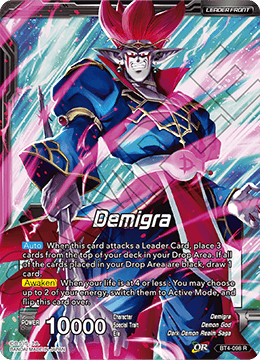 LEADER FRONT
Demigra
Auto When this card attacks a Leader Card, place 3
cards from the top of your deck in your Drop Area. If all
of the cards placed in your Drop Area are black, draw 1
card.
Awaken When your life is at 4 or less : You may choose
up to 2 of your energy, switch them to Active Mode, and
flip this card over.
POWER 10000
Character Demigra
Special Trait Demon God
Era Dark Demon Realm Saga
BT4-098 R